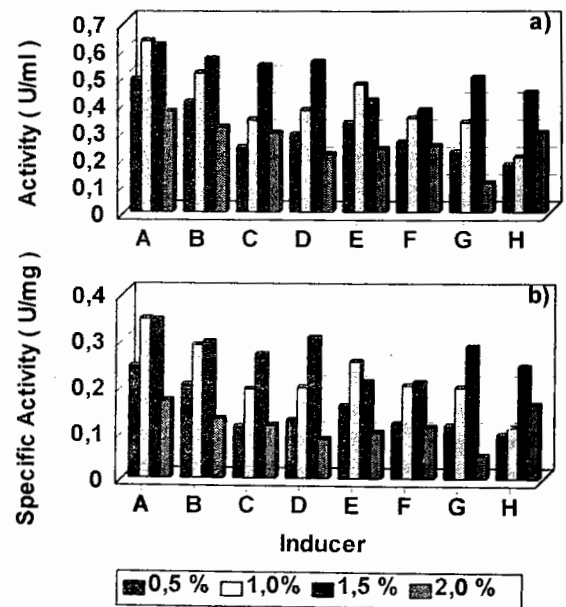 a)
Activity ( U/ml )
0,7
0,6
0,5
0,4
0,3
0,2
0,1
0
A B C D E F G H
b)
Specific Activity ( U/mg )
0,4
0,3
0,2
0,1
0
A B C D E F G H
Inducer
0,5 % 1,0% 1,5 % 2,0 %